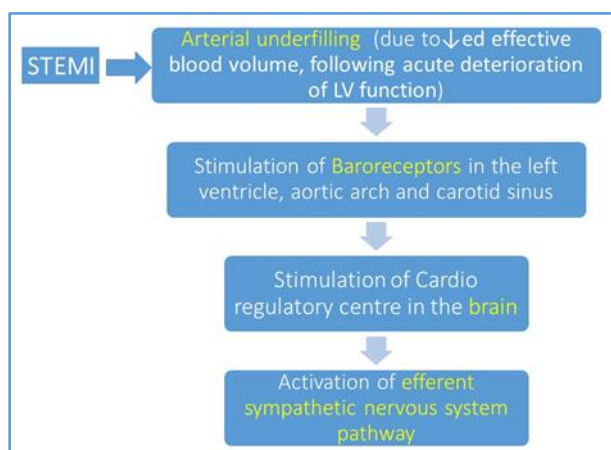 STEMI
Arterial underfilling (due to↓ed effective
blood volume, following acute deterioration
of LV function)
Stimulation of Baroreceptors in the left
ventricle, aortic arch and carotid sinus
Stimulation of Cardio
regulatory centre in the brain
Activation of efferent
sympathetic nervous system
pathway